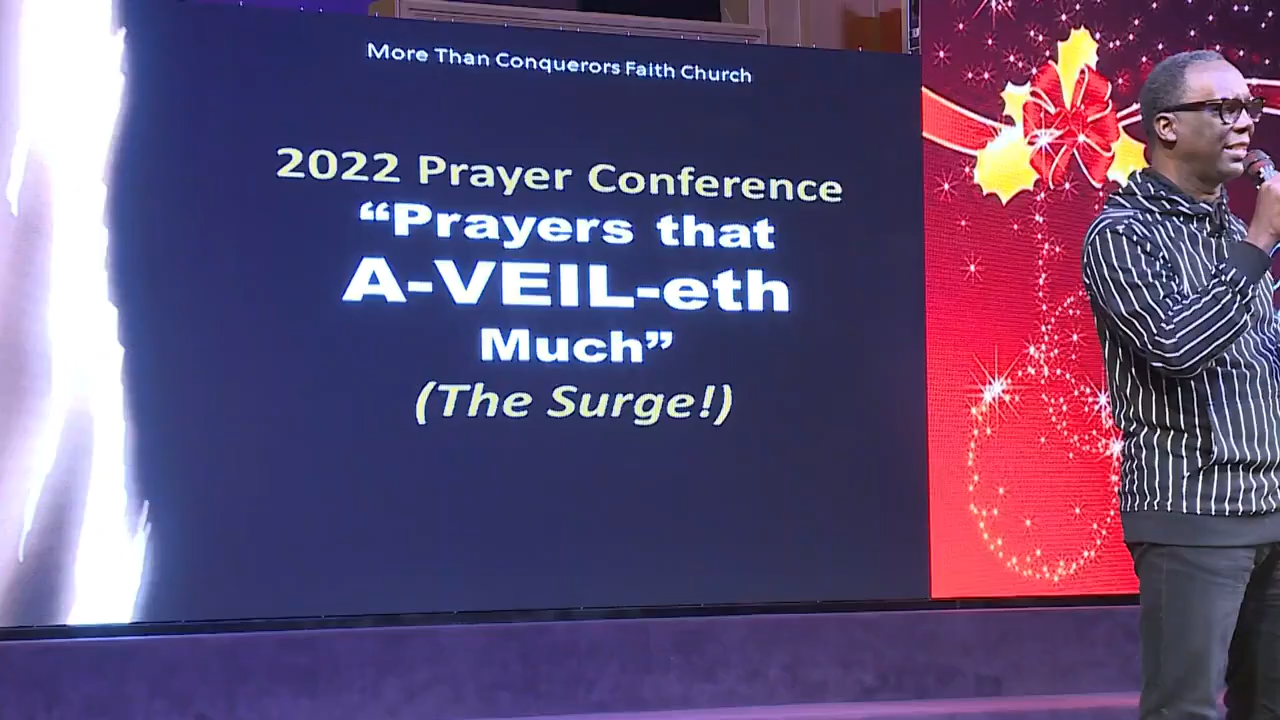 More Than Conquerors Faith Church
2022 Prayer Conference
“Prayers that
A-VEIL-eth
Much”
(The Surge!)